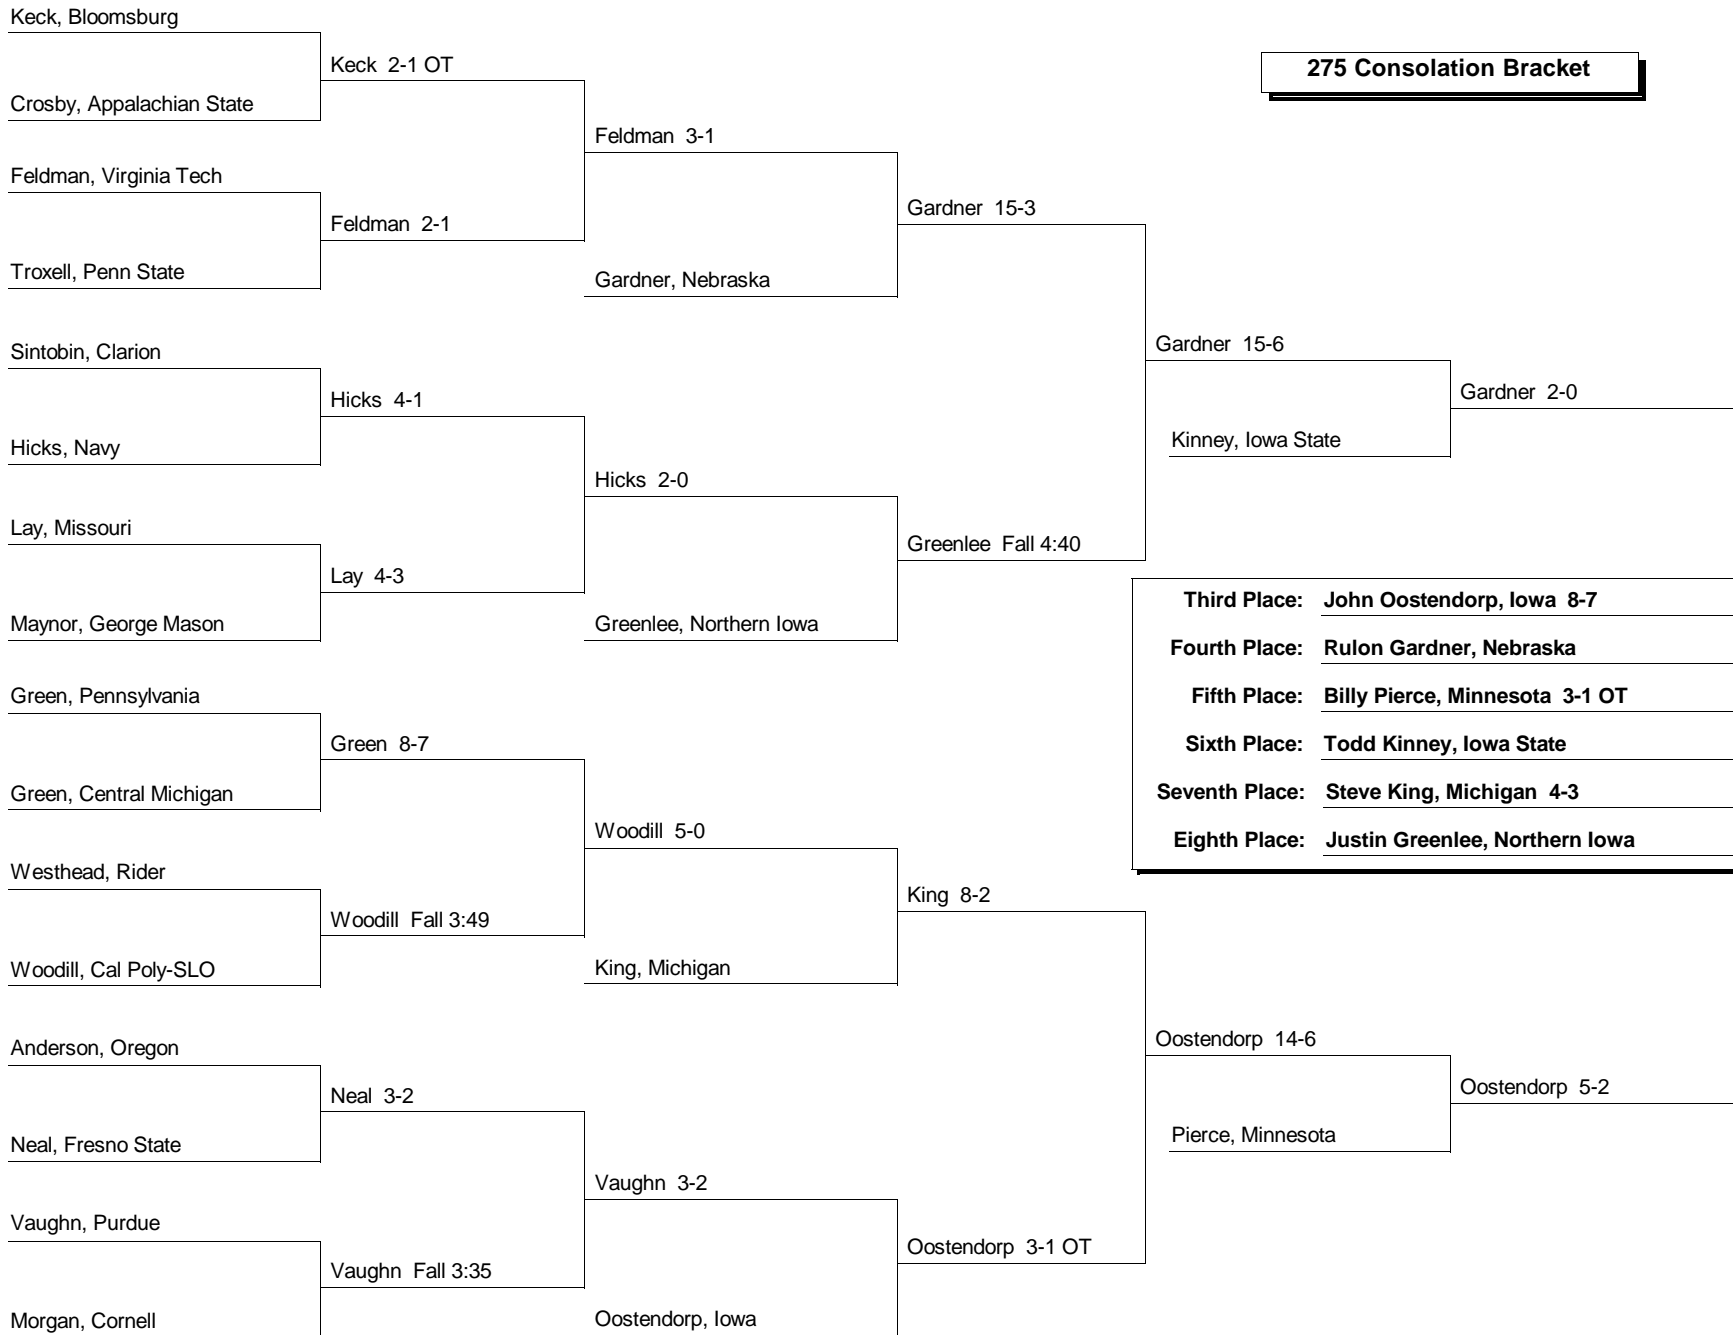 Keck, Bloomsburg
Keck 2-1 OT
275 Consolation Bracket
Crosby, Appalachian State
Feldman 3-1
Feldman, Virginia Tech
Gardner 15-3
Feldman 2-1
Troxell, Penn State
Gardner, Nebraska
Gardner 15-6
Sintobin, Clarion
Gardner 2-0
Hicks 4-1
Kinney, Iowa State
Hicks, Navy
Hicks 2-0
Lay, Missouri
Greenlee Fall 4:40
Lay 4-3
Maynor, George Mason
Greenlee, Northern Iowa
Third Place: John Oostendorp, Iowa 8-7
Fourth Place: Rulon Gardner, Nebraska
Fifth Place: Billy Pierce, Minnesota 3-1 OT
Sixth Place: Todd Kinney, Iowa State
Seventh Place: Steve King, Michigan 4-3
Eighth Place: Justin Greenlee, Northern Iowa
Green, Pennsylvania
Green 8-7
Green, Central Michigan
Woodill 5-0
Westhead, Rider
King 8-2
Woodill Fall 3:49
Woodill, Cal Poly-SLO
King, Michigan
Anderson, Oregon
Oostendorp 14-6
Neal 3-2
Oostendorp 5-2
Neal, Fresno State
Pierce, Minnesota
Vaughn 3-2
Vaughn, Purdue
Oostendorp 3-1 OT
Vaughn Fall 3:35
Morgan, Cornell
Oostendorp, Iowa